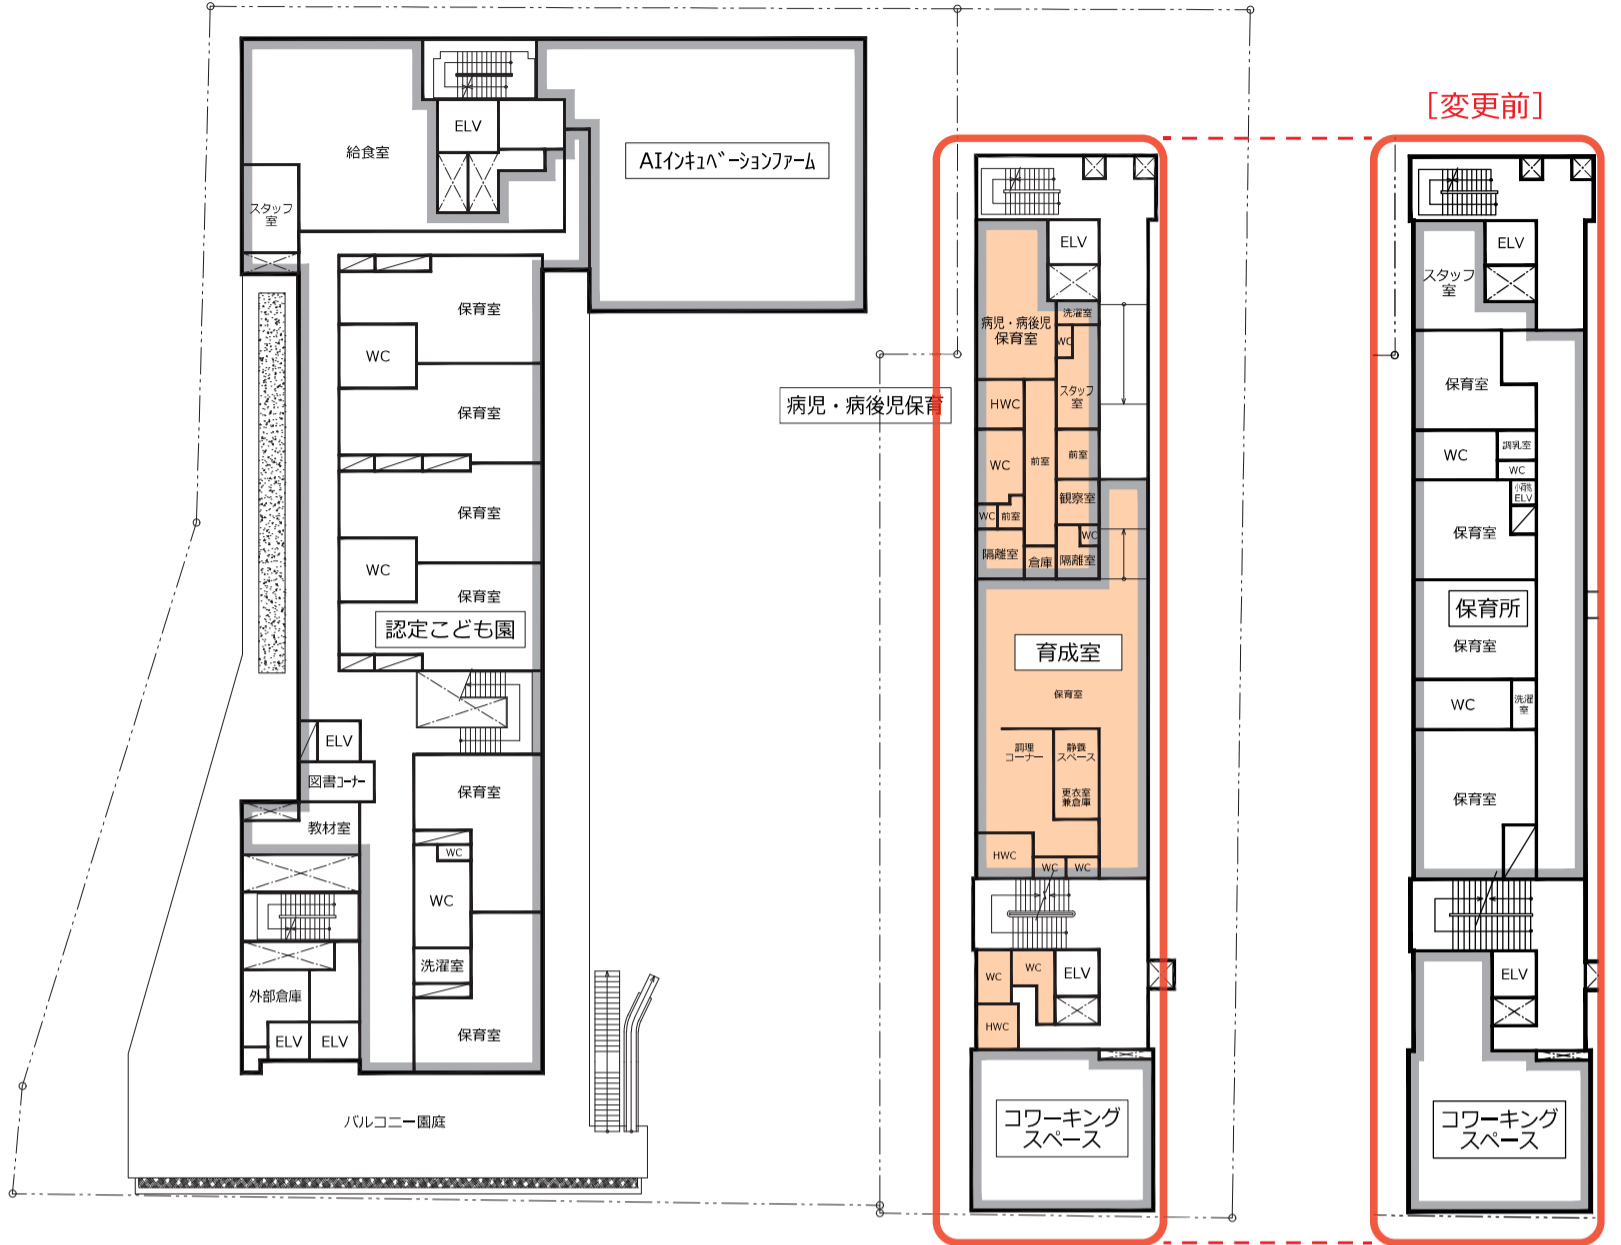 [変更前]
給食室
ELV
AIインキュベーションファーム
スタッフ
室
保育室
WC
保育室
保育室
WC
保育室
認定こども園
ELV
図書コーナー
教材室
保育室
WC
WC
洗濯室
外部倉庫
ELV
ELV
保育室
バルコニー園庭
病児・病後児保育
ELV
病児・病後児
保育室
洗濯室
WC
スタッフ
室
HWC
WC
前室
前室
観察室
WC
前室
WC
隔離室
倉庫
隔離室
育成室
保育室
調理
コーナー
静養
スペース
更衣室
兼倉庫
HWC
WC
WC
WC
WC
ELV
HWC
コワーキング
スペース
ELV
スタッフ
室
保育室
WC
調乳室
WC
小荷物
ELV
保育室
保育所
保育室
WC
洗濯
室
保育室
ELV
コワーキング
スペース